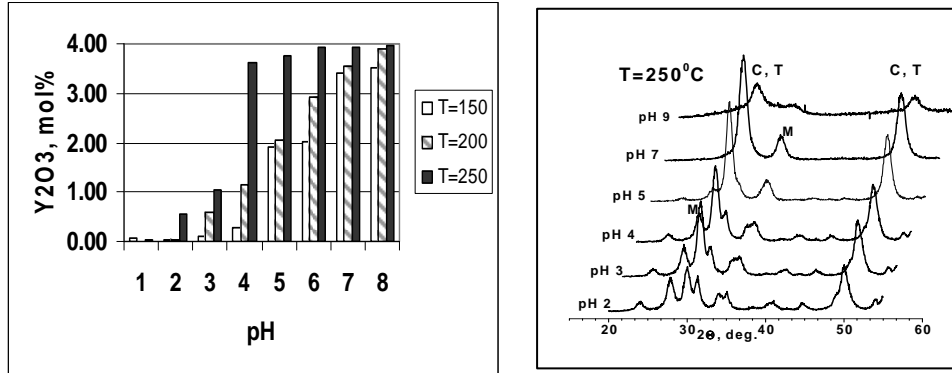 4.00
3.00
2.00
1.00
0.00
Y2O3, mol%
1 2 3 4 5 6 7 8
pH
T=150
T=200
T=250
T=250⁰C
C, T
C, T
pH 9
M
pH 7
pH 5
M
pH 4
pH 3
pH 2
20 30 40 50 60
2Θ, deg.